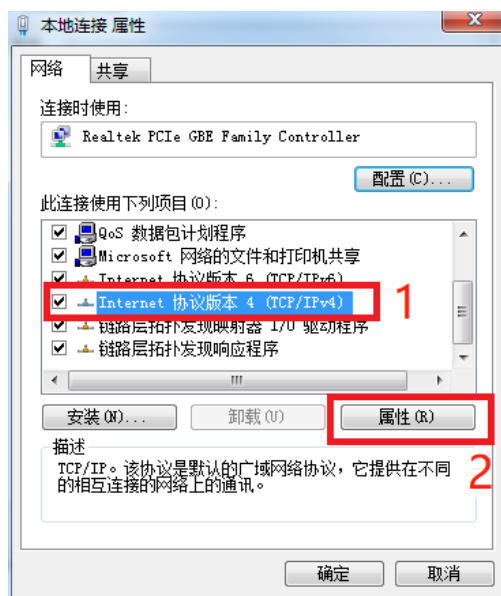 本地连接 属性
网络 共享
连接时使用:
Realtek PCIe GBE Family Controller
配置(C)...
此连接使用下列项目(O):
QoS 数据包计划程序
Microsoft 网络的文件和打印机共享
Internet 协议版本 6 (TCP/IPv6)
Internet 协议版本 4 (TCP/IPv4)
1
链路层拓扑发现映射器 I/O 驱动程序
链路层拓扑发现响应程序
安装(N)... 卸载(U) 属性(R)
2
描述
TCP/IP。该协议是默认的广域网络协议，它提供在不同
的相互连接的网络上的通讯。
确定 取消